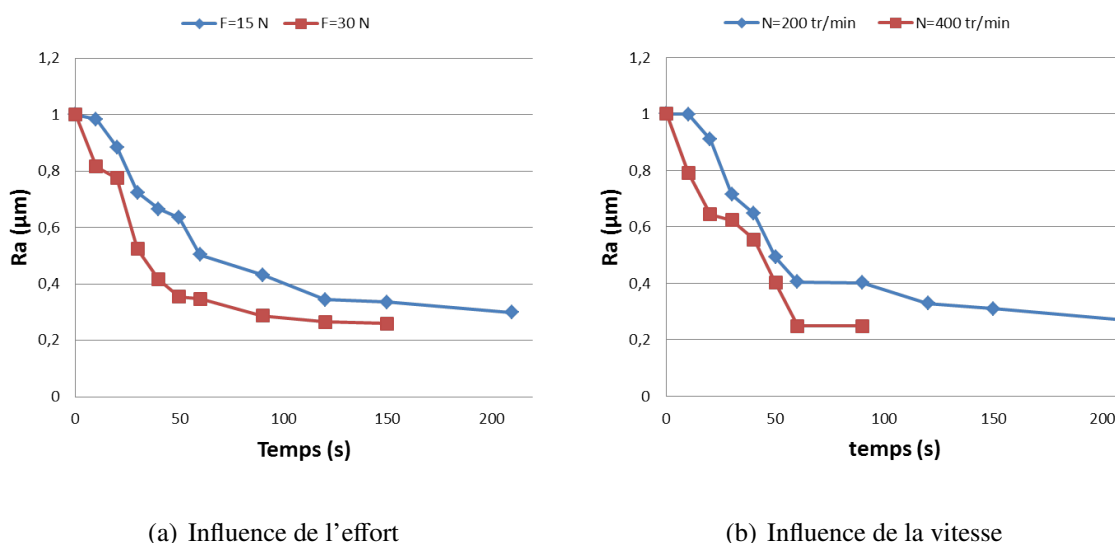 F=15 N F=30 N
1,2
1
0,8
0,6
0,4
0,2
0
Ra (µm)
0 50 100 150 200
Temps (s)
(a) Influence de l'effort
N=200 tr/min N=400 tr/min
1,2
1
0,8
0,6
0,4
0,2
0
Ra (µm)
0 50 100 150 200
temps (s)
(b) Influence de la vitesse